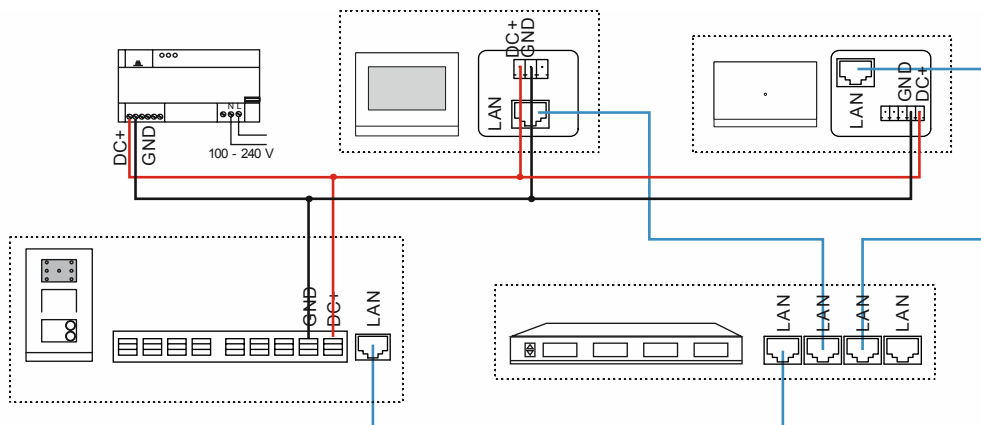 N L
100 - 240 V
DC+
GND
DC+
GND
LAN
LAN
GND
DC+
GND
DC+
LAN
LAN
LAN
LAN
LAN